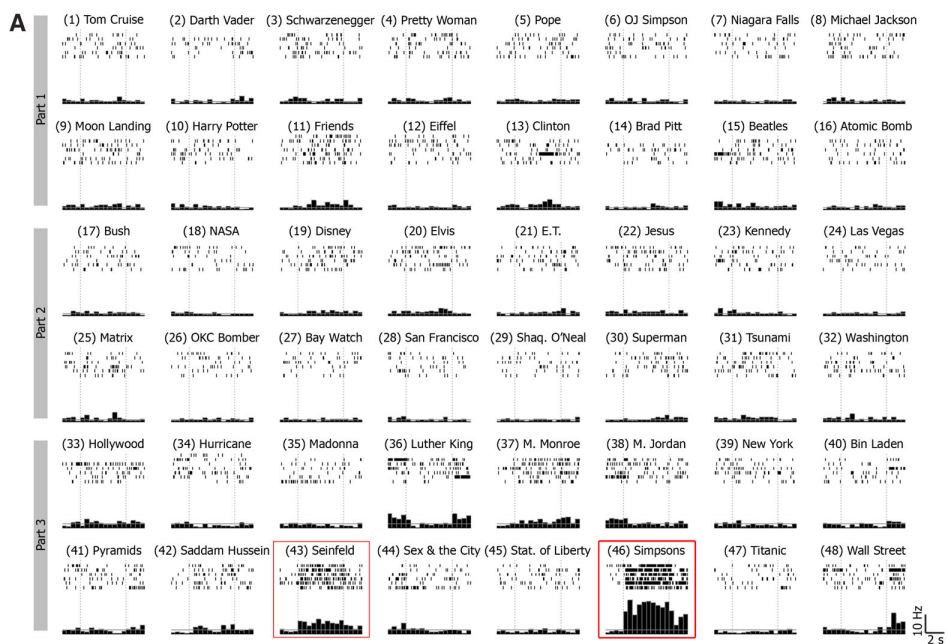 A
(1) Tom Cruise (2) Darth Vader (3) Schwarzenegger (4) Pretty Woman (5) Pope (6) OJ Simpson (7) Niagara Falls (8) Michael Jackson
Part 1
(9) Moon Landing (10) Harry Potter (11) Friends (12) Eiffel (13) Clinton (14) Brad Pitt (15) Beatles (16) Atomic Bomb
(17) Bush (18) NASA (19) Disney (20) Elvis (21) E.T. (22) Jesus (23) Kennedy (24) Las Vegas
Part 2
(25) Matrix (26) OKC Bomber (27) Bay Watch (28) San Francisco (29) Shaq. O'Neal (30) Superman (31) Tsunami (32) Washington
(33) Hollywood (34) Hurricane (35) Madonna (36) Luther King (37) M. Monroe (38) M. Jordan (39) New York (40) Bin Laden
Part 3
(41) Pyramids (42) Saddam Hussein (43) Seinfeld (44) Sex & the City (45) Stat. of Liberty (46) Simpsons (47) Titanic (48) Wall Street
10 Hz
2 s